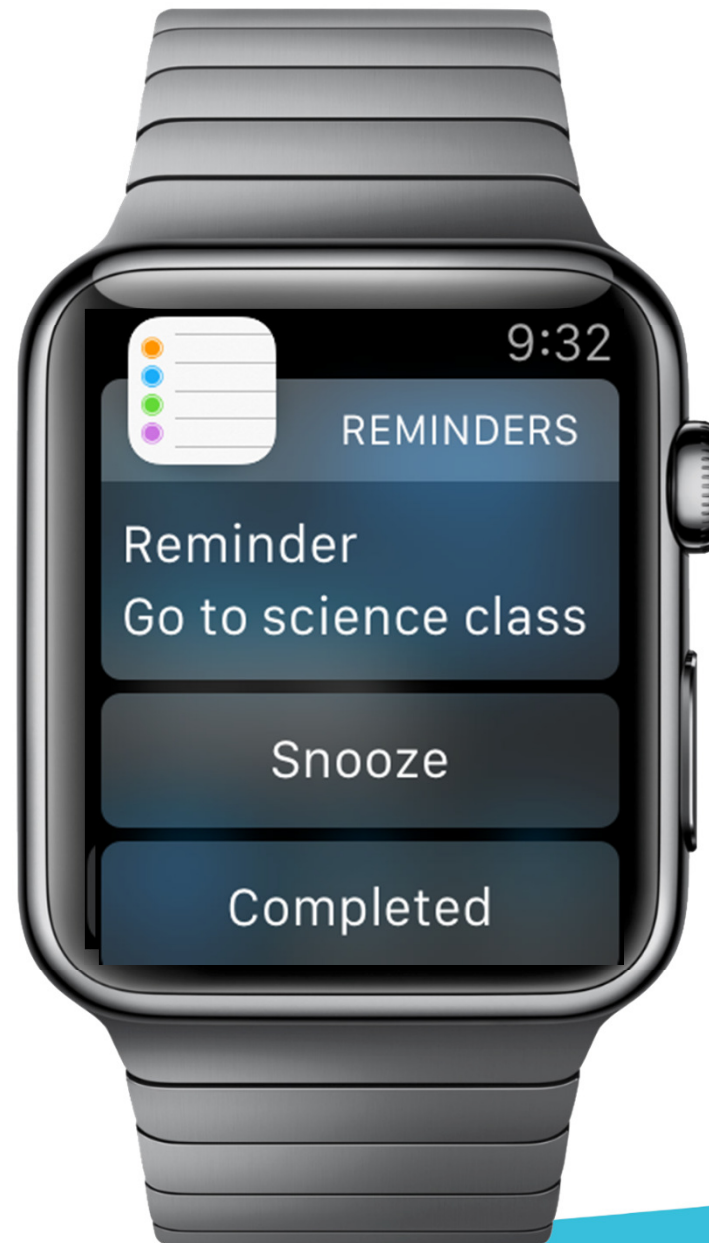 9:32
REMINDERS
Reminder
Go to science class
Snooze
Completed